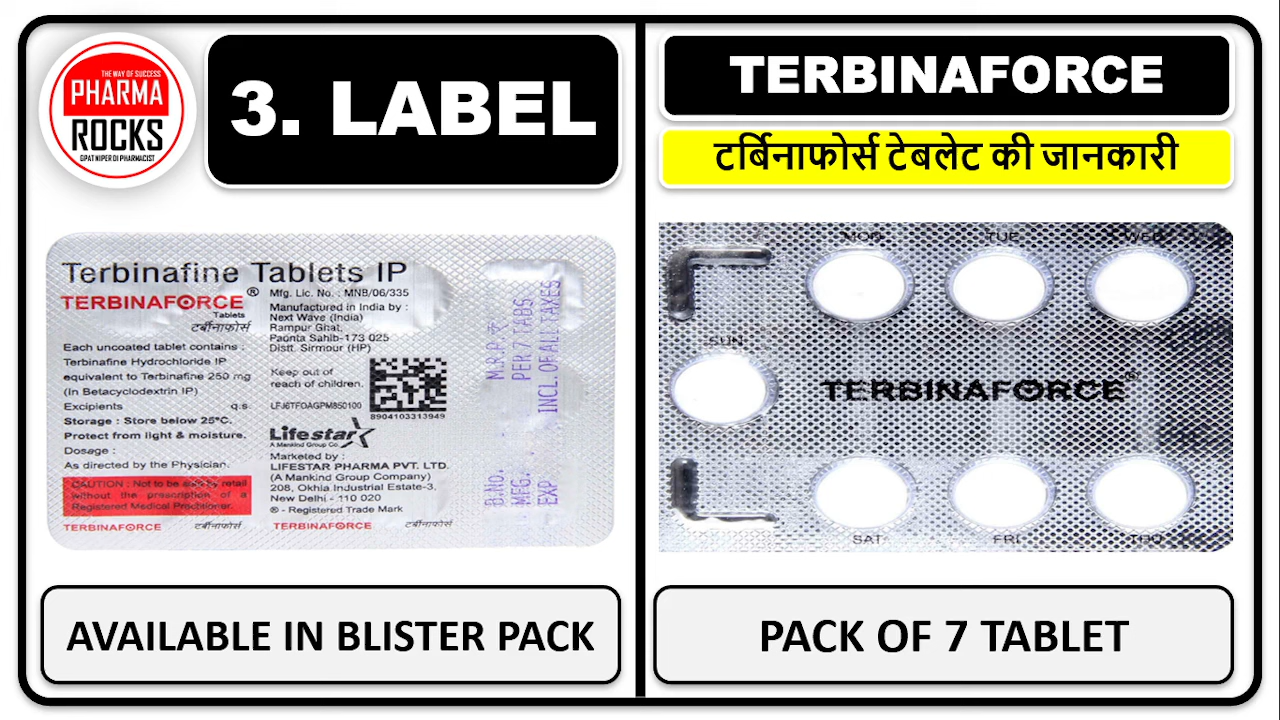 THE WAY OF SUCCESS
PHARMA
ROCKS
GPAT NIPER DI PHARMACIST
3. LABEL
TERBINAFORCE
टर्बिनाफोर्स टेबलेट की जानकारी
Terbinafine Tablets IP
TERBINAFORCE®
Tablets
टर्बीनाफोर्स
Each uncoated tablet contains :
Terbinafine Hydrochloride IP
equivalent to Terbinafine 250 mg
(in Betacyclodextrin IP)
Excipients q.s.
Storage : Store below 25°C.
Protect from light & moisture.
Dosage :
As directed by the Physician.
CAUTION : Not to be sold by retail
without the prescription of a
Registered Medical Practitioner.
TERBINAFORCE टर्बीनाफोर्स TERBINAFORCE टर्बीनाफोर्स
Mfg. Lic. No. : MNB/06/335
Manufactured in India by :
Next Wave (India)
Rampur Ghat,
Paonta Sahib-173 025
Distt. Sirmour (HP)
Keep out of
reach of children.
LFJ6TFOAGPM850100
8904103313949
Lifestar
A Mankind Group Co.
Marketed by :
LIFESTAR PHARMA PVT. LTD.
(A Mankind Group Company)
208, Okhla Industrial Estate-3,
New Delhi - 110 020
® - Registered Trade Mark
M.R.P. ₹
PER 7 TABS.
INCL. OF ALL TAXES
B.NO.
MFG.
EXP
MON TUE WED
SUN
TERBINAFORCE®
SAT FRI THU
AVAILABLE IN BLISTER PACK
PACK OF 7 TABLET